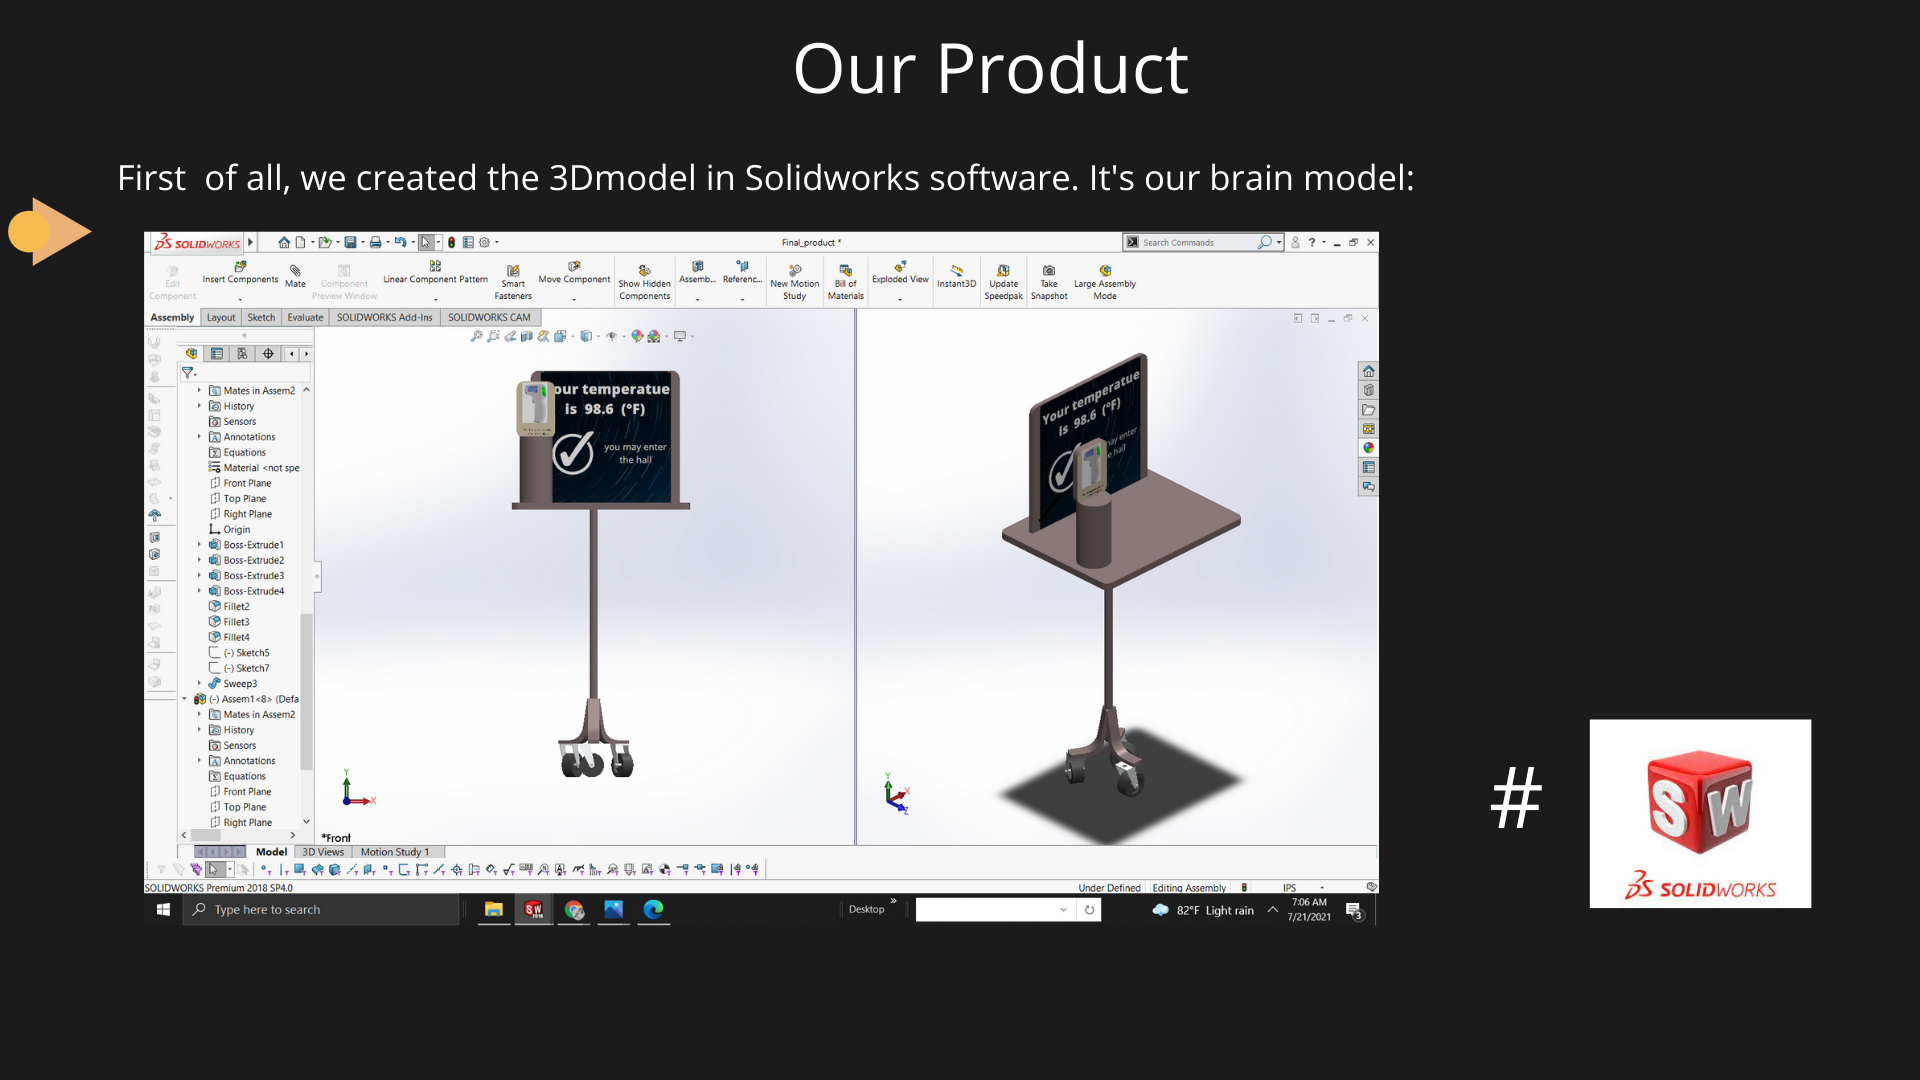 Our Product
First of all, we created the 3Dmodel in Solidworks software. It's our brain model:
SOLIDWORKS
Final_product *
Search Commands
Edit Component
Insert Components
Mate
Component Preview Window
Linear Component Pattern
Smart Fasteners
Move Component
Show Hidden Components
Assemb...
Referenc...
New Motion Study
Bill of Materials
Exploded View
Instant3D
Update Speedpak
Take Snapshot
Large Assembly Mode
Assembly Layout Sketch Evaluate SOLIDWORKS Add-Ins SOLIDWORKS CAM
Mates in Assem2
History
Sensors
Annotations
Equations
Material <not spe
Front Plane
Top Plane
Right Plane
Origin
Boss-Extrude1
Boss-Extrude2
Boss-Extrude3
Boss-Extrude4
Fillet2
Fillet3
Fillet4
(-) Sketch5
(-) Sketch7
Sweep3
(-) Assem1<8> (Defa
Mates in Assem2
History
Sensors
Annotations
Equations
Front Plane
Top Plane
Right Plane
our temperatue
is 98.6 (°F)
you may enter
the hall
Y
X
*Front
Your temperatue
is 98.6 (°F)
may enter
e hall
Y
X
Z
Model 3D Views Motion Study 1
SOLIDWORKS Premium 2018 SP4.0
Under Defined Editing Assembly IPS
Type here to search
Desktop
82°F Light rain
7:06 AM
7/21/2021
3
#
SW
SOLIDWORKS